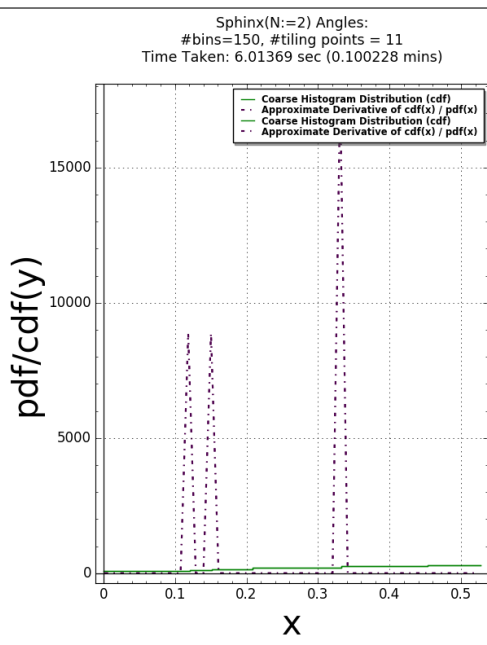 Sphinx(N:=2) Angles:
#bins=150, #tiling points = 11
Time Taken: 6.01369 sec (0.100228 mins)
Coarse Histogram Distribution (cdf)
Approximate Derivative of cdf(x) / pdf(x)
Coarse Histogram Distribution (cdf)
Approximate Derivative of cdf(x) / pdf(x)
15000
10000
5000
0
pdf/cdf(y)
0 0.1 0.2 0.3 0.4 0.5
x